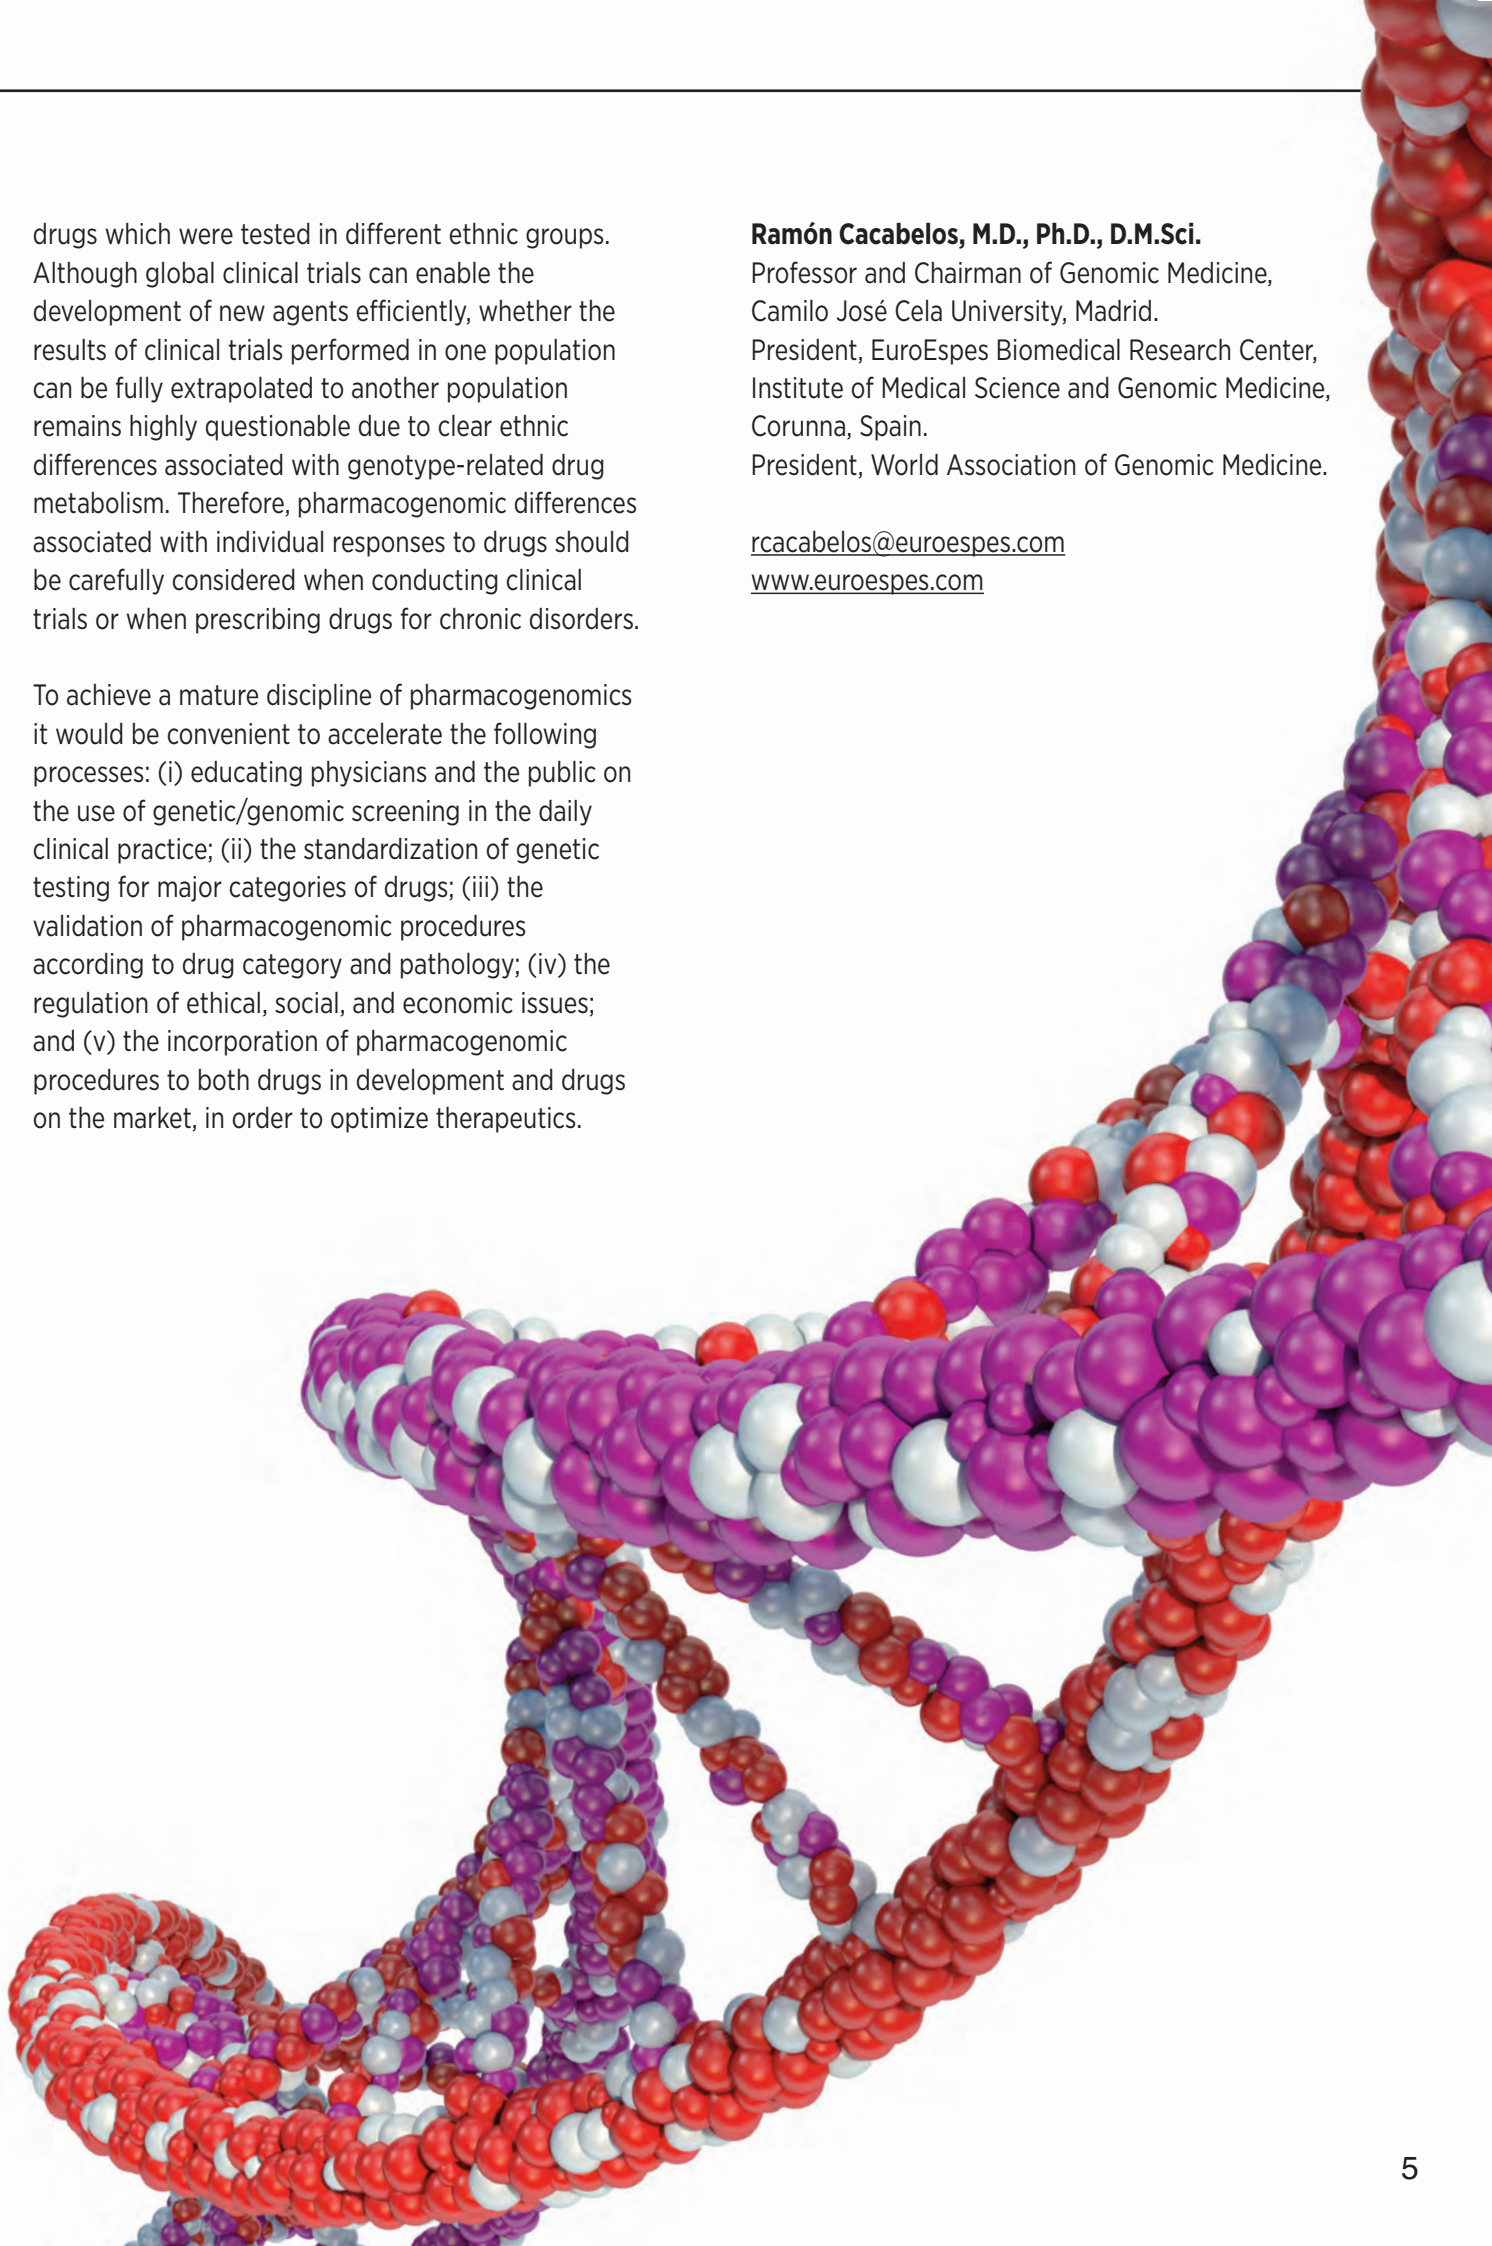 drugs which were tested in different ethnic groups.
Although global clinical trials can enable the
development of new agents efficiently, whether the
results of clinical trials performed in one population
can be fully extrapolated to another population
remains highly questionable due to clear ethnic
differences associated with genotype-related drug
metabolism. Therefore, pharmacogenomic differences
associated with individual responses to drugs should
be carefully considered when conducting clinical
trials or when prescribing drugs for chronic disorders.
To achieve a mature discipline of pharmacogenomics
it would be convenient to accelerate the following
processes: (i) educating physicians and the public on
the use of genetic/genomic screening in the daily
clinical practice; (ii) the standardization of genetic
testing for major categories of drugs; (iii) the
validation of pharmacogenomic procedures
according to drug category and pathology; (iv) the
regulation of ethical, social, and economic issues;
and (v) the incorporation of pharmacogenomic
procedures to both drugs in development and drugs
on the market, in order to optimize therapeutics.
Ramón Cacabelos, M.D., Ph.D., D.M.Sci.
Professor and Chairman of Genomic Medicine,
Camilo José Cela University, Madrid.
President, EuroEspes Biomedical Research Center,
Institute of Medical Science and Genomic Medicine,
Corunna, Spain.
President, World Association of Genomic Medicine.
rcacabelos@euroespes.com
www.euroespes.com
5